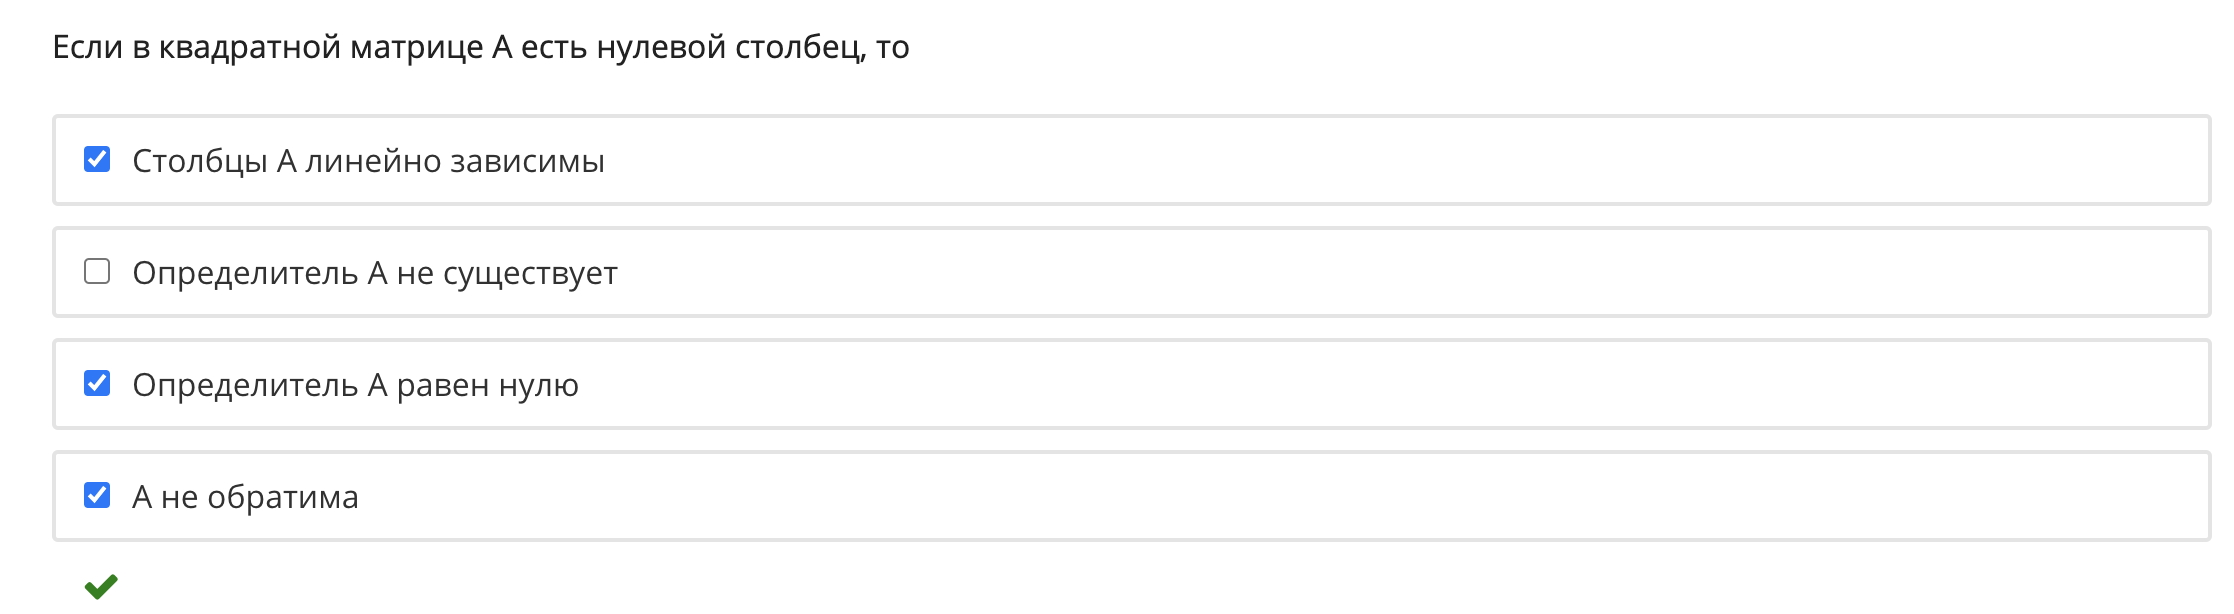 Если в квадратной матрице А есть нулевой столбец, то
Столбцы А линейно зависимы
Определитель А не существует
Определитель А равен нулю
А не обратима